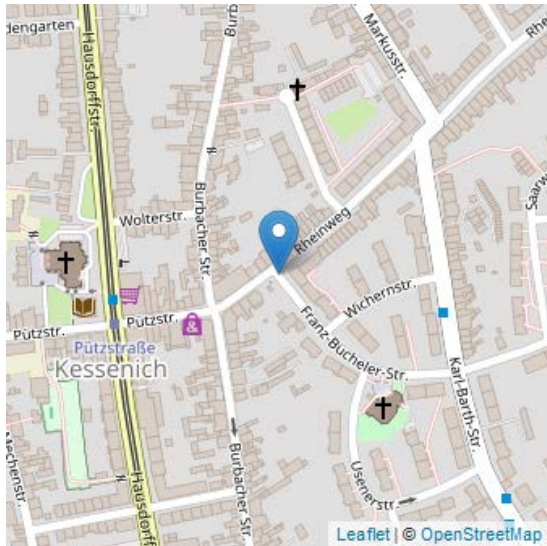 dengarten
Hausdorffstr.
Burb
Markusstr.
Rhe
Burbacher Str.
Wolterstr.
Rheinweg
Saarw
Wichernstr.
Pützstr.
Pützstr.
Pützstraße
Kessenich
Franz-Bucheler-Str.
Karl-Barth-Str.
Mechenstr.
Hausdorff
Burbacher Str.
Usenerstr.
Leaflet | © OpenStreetMap